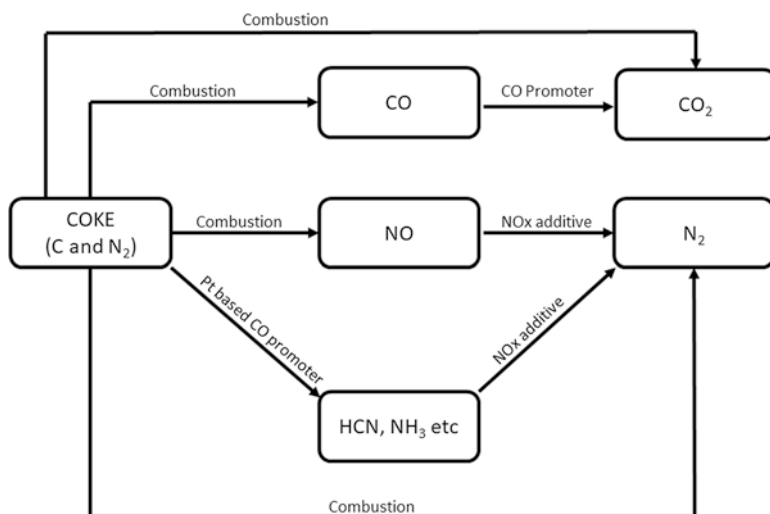 Combustion
Combustion
CO
CO Promoter
CO₂
COKE
(C and N₂)
Combustion
NO
NOx additive
N₂
Pt based CO promoter
NOx additive
HCN, NH₃ etc
Combustion